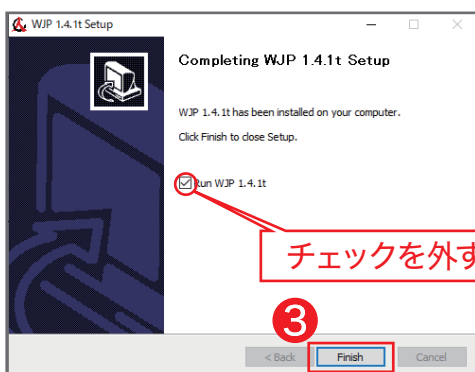 WJP 1.4.1t Setup
Completing WJP 1.4.1t Setup
WJP 1.4.1t has been installed on your computer.
Click Finish to close Setup.
Run WJP 1.4.1t
チェックを外す
3
< Back Finish Cancel